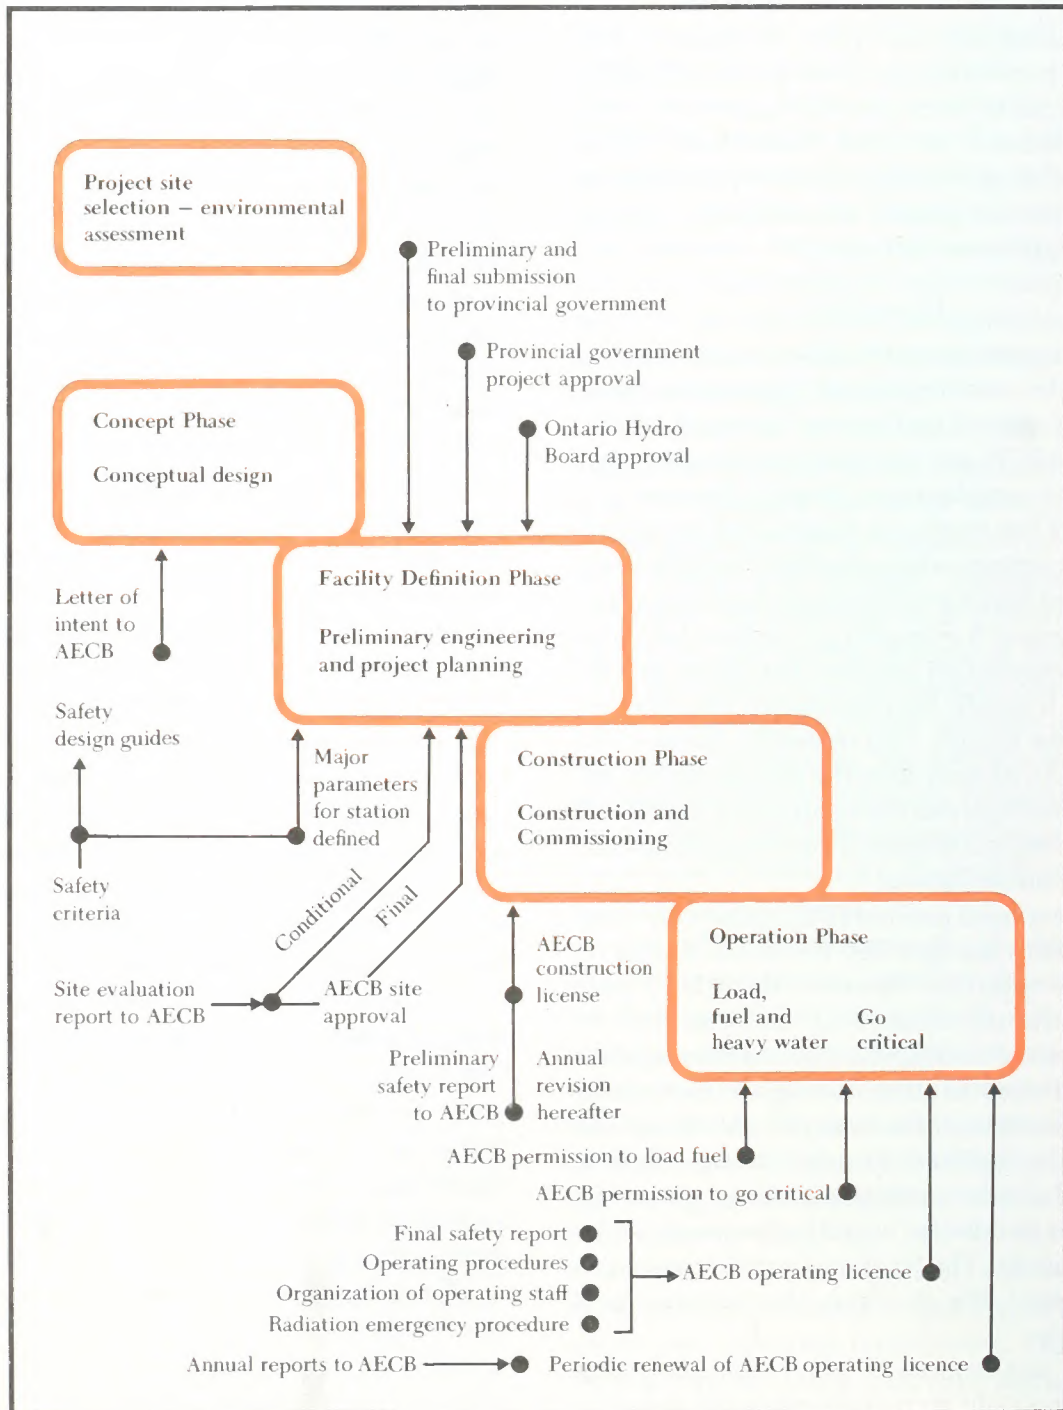 Project site
selection – environmental
assessment
Preliminary and
final submission
to provincial government
Provincial government
project approval
Concept Phase
Conceptual design
Ontario Hydro
Board approval
Letter of
intent to
AECB
Facility Definition Phase
Preliminary engineering
and project planning
Safety
design guides
Major
parameters
for station
defined
Safety
criteria
Construction Phase
Construction and
Commissioning
Conditional
Final
Site evaluation
report to AECB
AECB site
approval
AECB
construction
license
Preliminary
safety report
to AECB
Annual
revision
hereafter
Operation Phase
Load,
fuel and
heavy water
Go
critical
AECB permission to load fuel
AECB permission to go critical
Final safety report
Operating procedures
Organization of operating staff
Radiation emergency procedure
AECB operating licence
Annual reports to AECB
Periodic renewal of AECB operating licence